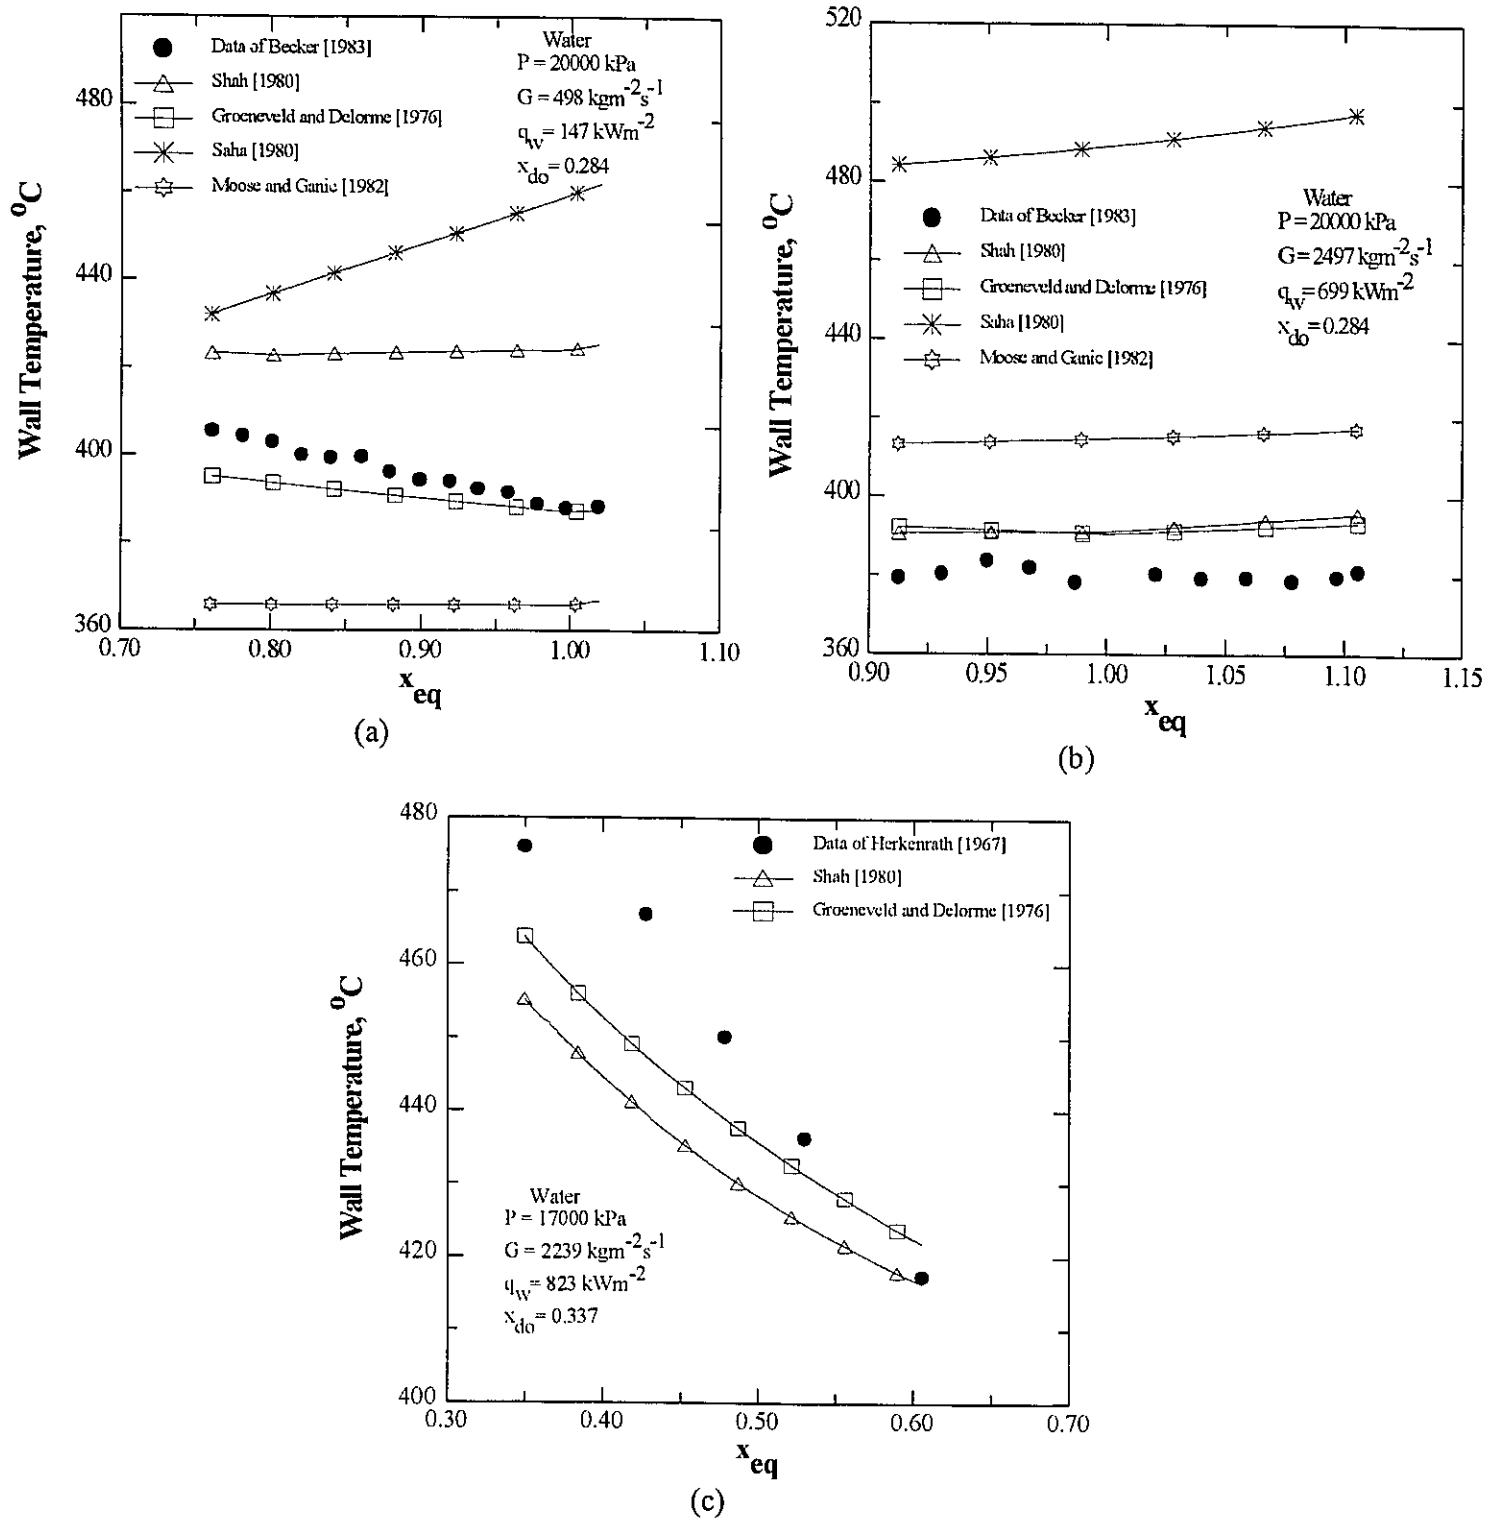 Data of Becker [1983]
Shah [1980]
Groeneveld and Delorme [1976]
Saha [1980]
Moose and Ganic [1982]
Water
P = 20000 kPa
G = 498 kgm-2s-1
qw = 147 kWm-2
xdo = 0.284
480
440
400
360
Wall Temperature, oC
0.70 0.80 0.90 1.00 1.10
xeq
(a)
520
480
440
400
360
Wall Temperature, oC
Data of Becker [1983]
Shah [1980]
Groeneveld and Delorme [1976]
Saha [1980]
Moose and Ganic [1982]
Water
P = 20000 kPa
G = 2497 kgm-2s-1
qw = 699 kWm-2
xdo = 0.284
0.90 0.95 1.00 1.05 1.10 1.15
xeq
(b)
480
460
440
420
400
Wall Temperature, oC
Data of Herkenrath [1967]
Shah [1980]
Groeneveld and Delorme [1976]
Water
P = 17000 kPa
G = 2239 kgm-2s-1
qw = 823 kWm-2
xdo = 0.337
0.30 0.40 0.50 0.60 0.70
xeq
(c)